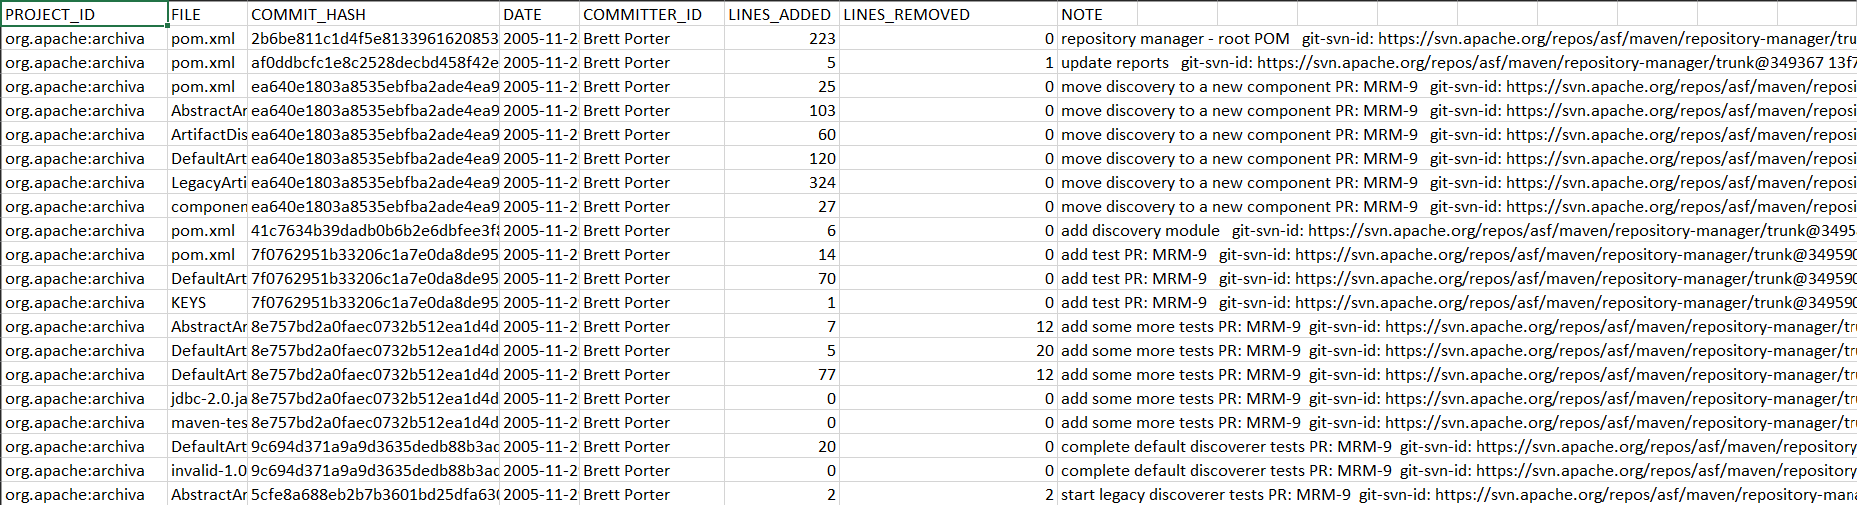 PROJECT_ID FILE COMMIT_HASH DATE COMMITTER_ID LINES_ADDED LINES_REMOVED NOTE
org.apache:archiva pom.xml 2b6be811c1d4f5e8133961620853 2005-11-2 Brett Porter 223 0 repository manager - root POM git-svn-id: https://svn.apache.org/repos/asf/maven/repository-manager/tru
org.apache:archiva pom.xml af0ddbcfc1e8c2528decbd458f42e 2005-11-2 Brett Porter 5 1 update reports git-svn-id: https://svn.apache.org/repos/asf/maven/repository-manager/trunk@349367 13f7
org.apache:archiva pom.xml ea640e1803a8535ebfba2ade4ea9 2005-11-2 Brett Porter 25 0 move discovery to a new component PR: MRM-9 git-svn-id: https://svn.apache.org/repos/asf/maven/reposi
org.apache:archiva AbstractAr ea640e1803a8535ebfba2ade4ea9 2005-11-2 Brett Porter 103 0 move discovery to a new component PR: MRM-9 git-svn-id: https://svn.apache.org/repos/asf/maven/reposi
org.apache:archiva ArtifactDis ea640e1803a8535ebfba2ade4ea9 2005-11-2 Brett Porter 60 0 move discovery to a new component PR: MRM-9 git-svn-id: https://svn.apache.org/repos/asf/maven/reposi
org.apache:archiva DefaultArt ea640e1803a8535ebfba2ade4ea9 2005-11-2 Brett Porter 120 0 move discovery to a new component PR: MRM-9 git-svn-id: https://svn.apache.org/repos/asf/maven/reposi
org.apache:archiva LegacyArti ea640e1803a8535ebfba2ade4ea9 2005-11-2 Brett Porter 324 0 move discovery to a new component PR: MRM-9 git-svn-id: https://svn.apache.org/repos/asf/maven/reposi
org.apache:archiva componen ea640e1803a8535ebfba2ade4ea9 2005-11-2 Brett Porter 27 0 move discovery to a new component PR: MRM-9 git-svn-id: https://svn.apache.org/repos/asf/maven/reposi
org.apache:archiva pom.xml 41c7634b39dadb0b6b2e6dbfee3f8 2005-11-2 Brett Porter 6 0 add discovery module git-svn-id: https://svn.apache.org/repos/asf/maven/repository-manager/trunk@3495
org.apache:archiva pom.xml 7f0762951b33206c1a7e0da8de95 2005-11-2 Brett Porter 14 0 add test PR: MRM-9 git-svn-id: https://svn.apache.org/repos/asf/maven/repository-manager/trunk@349590
org.apache:archiva DefaultArt 7f0762951b33206c1a7e0da8de95 2005-11-2 Brett Porter 70 0 add test PR: MRM-9 git-svn-id: https://svn.apache.org/repos/asf/maven/repository-manager/trunk@349590
org.apache:archiva KEYS 7f0762951b33206c1a7e0da8de95 2005-11-2 Brett Porter 1 0 add test PR: MRM-9 git-svn-id: https://svn.apache.org/repos/asf/maven/repository-manager/trunk@349590
org.apache:archiva AbstractAr 8e757bd2a0faec0732b512ea1d4d 2005-11-2 Brett Porter 7 12 add some more tests PR: MRM-9 git-svn-id: https://svn.apache.org/repos/asf/maven/repository-manager/tr
org.apache:archiva DefaultArt 8e757bd2a0faec0732b512ea1d4d 2005-11-2 Brett Porter 5 20 add some more tests PR: MRM-9 git-svn-id: https://svn.apache.org/repos/asf/maven/repository-manager/tr
org.apache:archiva DefaultArt 8e757bd2a0faec0732b512ea1d4d 2005-11-2 Brett Porter 77 12 add some more tests PR: MRM-9 git-svn-id: https://svn.apache.org/repos/asf/maven/repository-manager/tr
org.apache:archiva jdbc-2.0.ja 8e757bd2a0faec0732b512ea1d4d 2005-11-2 Brett Porter 0 0 add some more tests PR: MRM-9 git-svn-id: https://svn.apache.org/repos/asf/maven/repository-manager/tr
org.apache:archiva maven-tes 8e757bd2a0faec0732b512ea1d4d 2005-11-2 Brett Porter 0 0 add some more tests PR: MRM-9 git-svn-id: https://svn.apache.org/repos/asf/maven/repository-manager/tr
org.apache:archiva DefaultArt 9c694d371a9a9d3635dedb88b3ac 2005-11-2 Brett Porter 20 0 complete default discoverer tests PR: MRM-9 git-svn-id: https://svn.apache.org/repos/asf/maven/repository
org.apache:archiva invalid-1.0 9c694d371a9a9d3635dedb88b3ac 2005-11-2 Brett Porter 0 0 complete default discoverer tests PR: MRM-9 git-svn-id: https://svn.apache.org/repos/asf/maven/repository
org.apache:archiva AbstractAr 5cfe8a688eb2b7b3601bd25dfa630 2005-11-2 Brett Porter 2 2 start legacy discoverer tests PR: MRM-9 git-svn-id: https://svn.apache.org/repos/asf/maven/repository-man